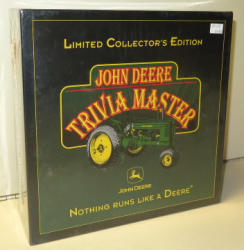 Limited Collector's Edition
JOHN DEERE
TRIVIA MASTER
JOHN DEERE
Nothing Runs Like a Deere